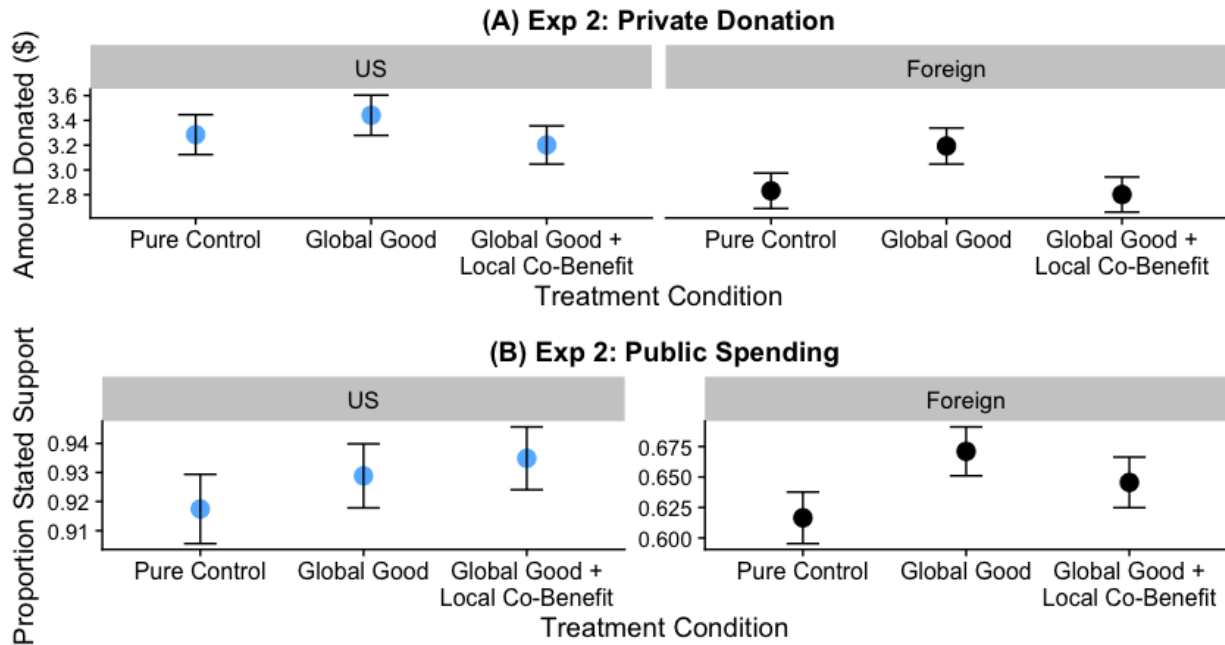 (A) Exp 2: Private Donation
US
Foreign
Amount Donated ($)
3.6
3.4
3.2
3.0
2.8
Pure Control
Global Good
Global Good +
Local Co-Benefit
Pure Control
Global Good
Global Good +
Local Co-Benefit
Treatment Condition
(B) Exp 2: Public Spending
US
Foreign
Proportion Stated Support
0.94
0.93
0.92
0.91
0.675
0.650
0.625
0.600
Pure Control
Global Good
Global Good +
Local Co-Benefit
Pure Control
Global Good
Global Good +
Local Co-Benefit
Treatment Condition